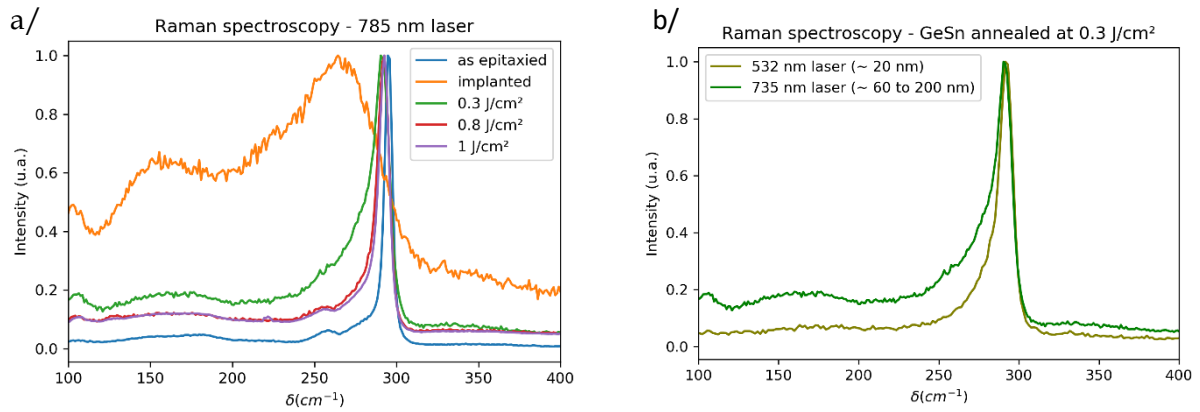 a/
Raman spectroscopy - 785 nm laser
Intensity (u.a.)
1.0
0.8
0.6
0.4
0.2
0.0
as epitaxied
implanted
0.3 J/cm²
0.8 J/cm²
1 J/cm²
100 150 200 250 300 350 400
δ(cm⁻¹)
b/
Raman spectroscopy - GeSn annealed at 0.3 J/cm²
Intensity (u.a.)
1.0
0.8
0.6
0.4
0.2
0.0
532 nm laser (~ 20 nm)
735 nm laser (~ 60 to 200 nm)
100 150 200 250 300 350 400
δ(cm⁻¹)